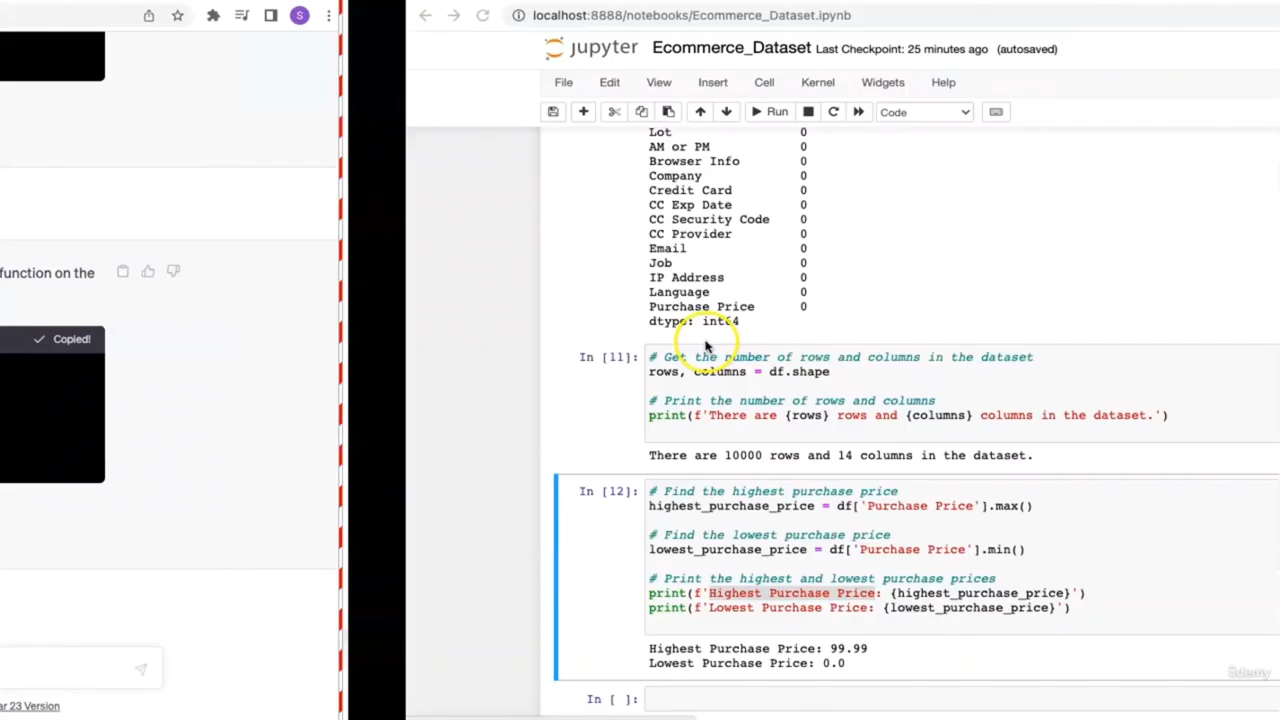 S
localhost:8888/notebooks/Ecommerce_Dataset.ipynb
jupyter Ecommerce_Dataset Last Checkpoint: 25 minutes ago (autosaved)
File Edit View Insert Cell Kernel Widgets Help
Run Code
Lot 0
AM or PM 0
Browser Info 0
Company 0
Credit Card 0
CC Exp Date 0
CC Security Code 0
CC Provider 0
Email 0
Job 0
IP Address 0
Language 0
Purchase Price 0
dtype: int64
function on the
Copied!
In [11]: # Get the number of rows and columns in the dataset
rows, columns = df.shape
# Print the number of rows and columns
print(f'There are {rows} rows and {columns} columns in the dataset.')
There are 10000 rows and 14 columns in the dataset.
In [12]: # Find the highest purchase price
highest_purchase_price = df['Purchase Price'].max()
# Find the lowest purchase price
lowest_purchase_price = df['Purchase Price'].min()
# Print the highest and lowest purchase prices
print(f'Highest Purchase Price: {highest_purchase_price}')
print(f'Lowest Purchase Price: {lowest_purchase_price}')
Highest Purchase Price: 99.99
Lowest Purchase Price: 0.0
In [ ]:
ar 23 Version
ûdemy